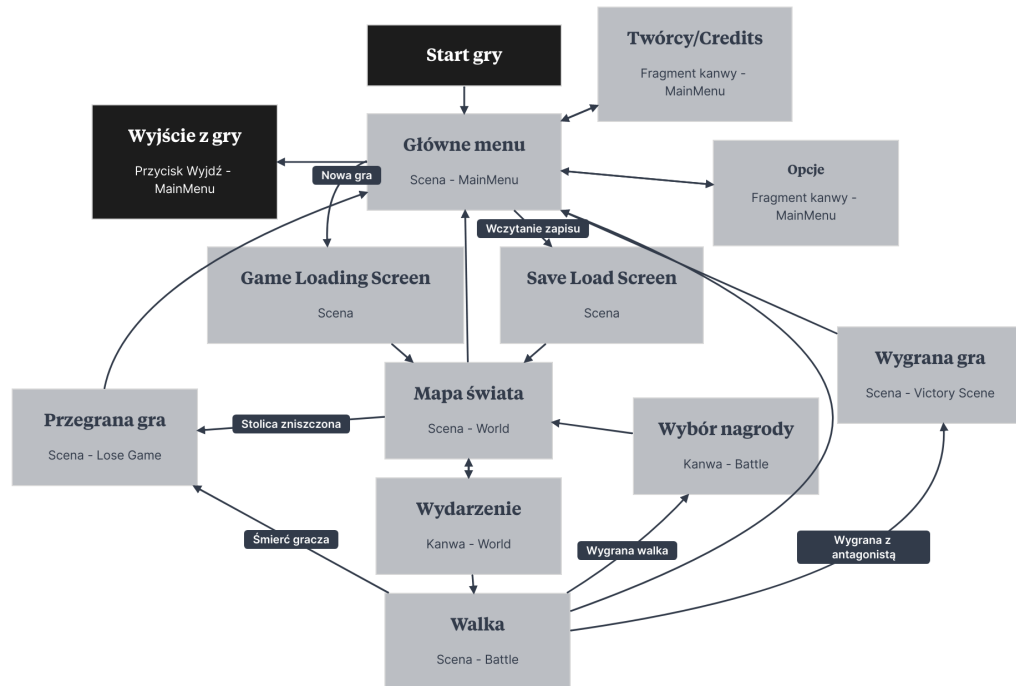 Start gry
Twórcy/Credits
Fragment kanwy -
MainMenu
Wyjście z gry
Przycisk Wyjdź -
MainMenu
Główne menu
Scena - MainMenu
Opcje
Fragment kanwy -
MainMenu
Nowa gra
Wczytanie zapisu
Game Loading Screen
Scena
Save Load Screen
Scena
Wygrana gra
Scena - Victory Scene
Mapa świata
Scena - World
Przegrana gra
Scena - Lose Game
Stolica zniszczona
Wybór nagrody
Kanwa - Battle
Wydarzenie
Kanwa - World
Śmierć gracza
Wygrana walka
Wygrana z
antagonistą
Walka
Scena - Battle